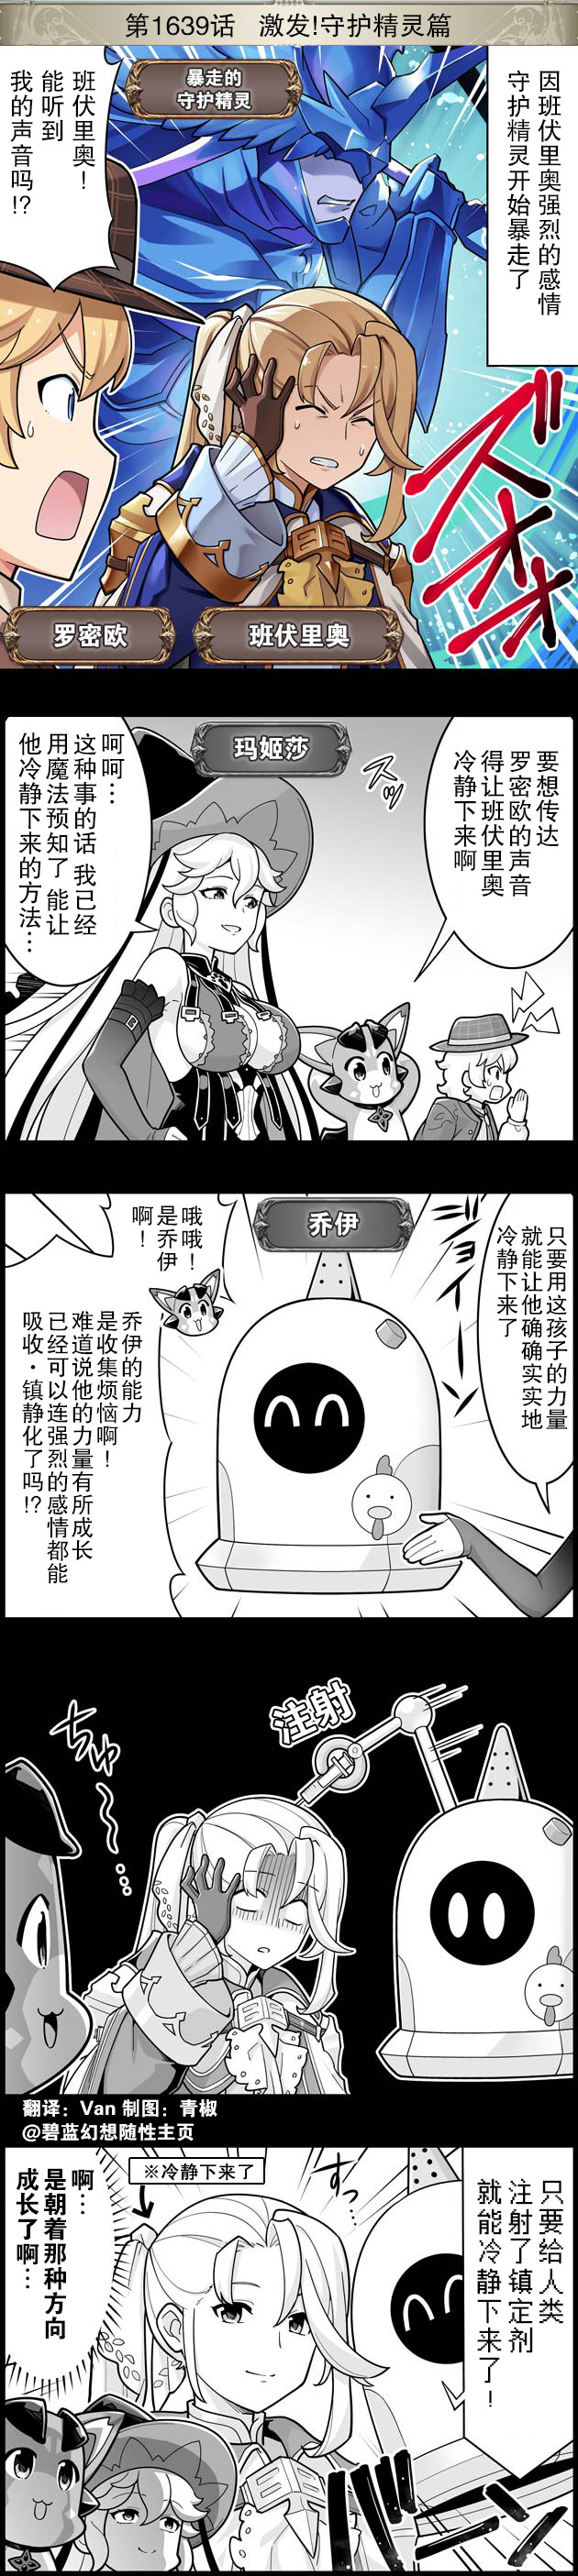 第1639话　激发!守护精灵篇
因班伏里奥强烈的感情
守护精灵开始暴走了
暴走的
守护精灵
班伏里奥！
能听到
我的声音吗!?
ズオオ
罗密欧
班伏里奥
要想传达
罗密欧的声音
得让班伏里奥
冷静下来啊
玛姬莎
ズッ
呵呵…
这种事的话 我已经
用魔法预知了 能让
他冷静下来的方法…
只要用这孩子的力量
就能让他确确实实地
冷静下来了
乔伊
ジョイーン
哦哦！
是乔伊
啊！
乔伊的能力
是收集烦恼啊！
难道说他的力量有所成长
已经可以连强烈的感情都能
吸收・镇静化了吗!?
注射
ちゅ～…
翻译：Van 制图：青椒
@碧蓝幻想随性主页
只要给人类
注射了镇定剂
就能冷静下来了！
※冷静下来了
すっ…
啊…
是朝着那种方向
成长了啊…